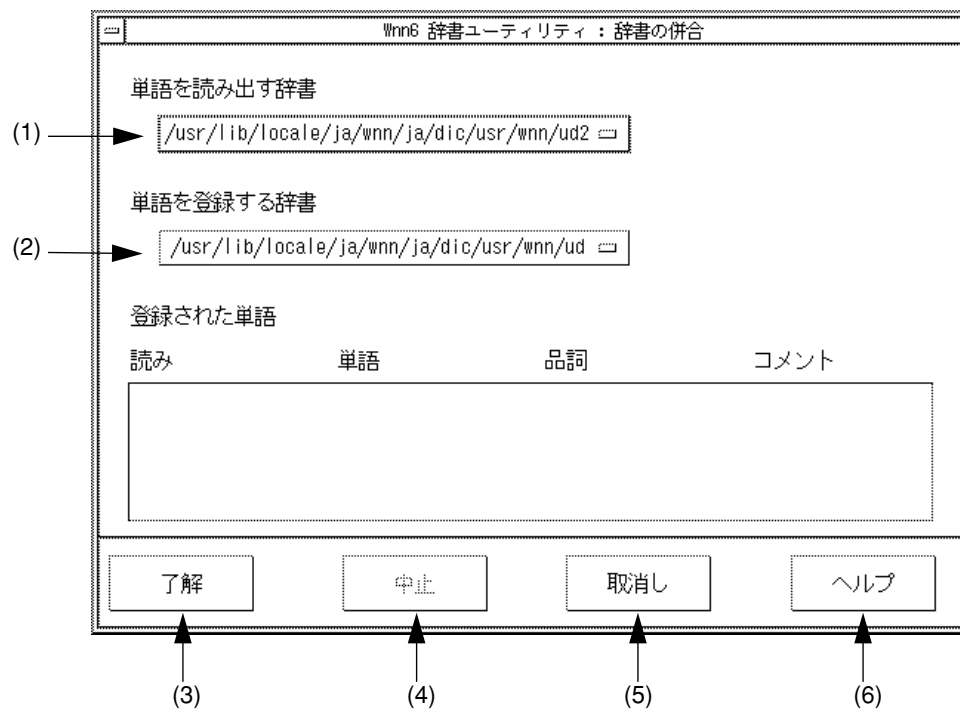 Wnn6 辞書ユーティリティ : 辞書の併合
単語を読み出す辞書
(1) /usr/lib/locale/ja/wnn/ja/dic/usr/wnn/ud2
単語を登録する辞書
(2) /usr/lib/locale/ja/wnn/ja/dic/usr/wnn/ud
登録された単語
読み 単語 品詞 コメント
了解 中止 取消し ヘルプ
(3) (4) (5) (6)